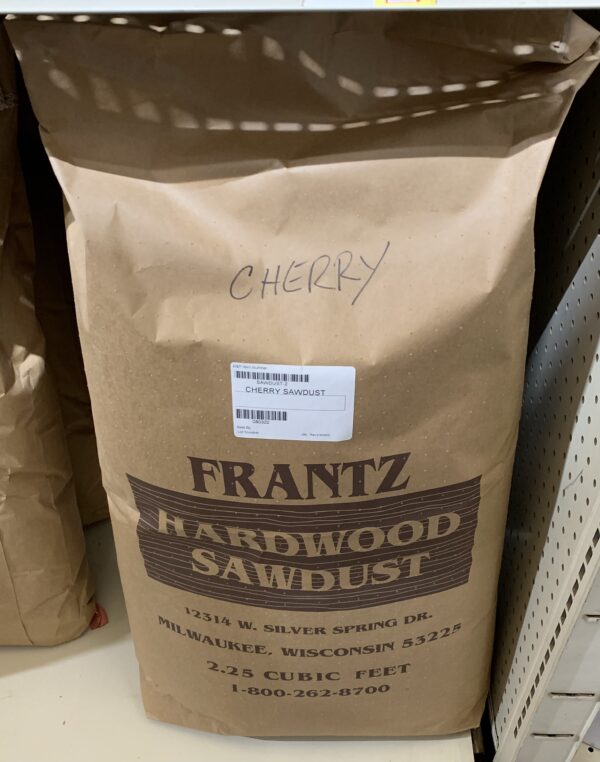 CHERRY
SAWDUST-2
CHERRY SAWDUST
FRANTZ
HARDWOOD
SAWDUST
12314 W. SILVER SPRING DR.
MILWAUKEE, WISCONSIN 53225
2.25 CUBIC FEET
1-800-262-8700